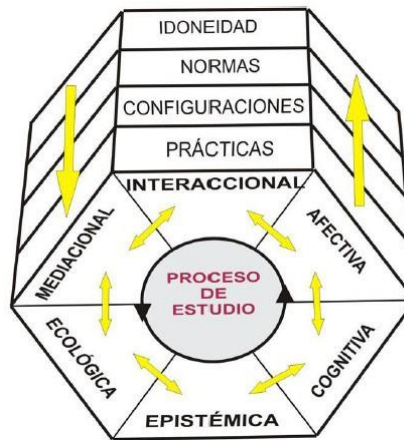 IDONEIDAD
NORMAS
CONFIGURACIONES
PRÁCTICAS
INTERACCIONAL
MEDIACIONAL
AFECTIVA
PROCESO
DE
ESTUDIO
ECOLÓGICA
COGNITIVA
EPISTÉMICA